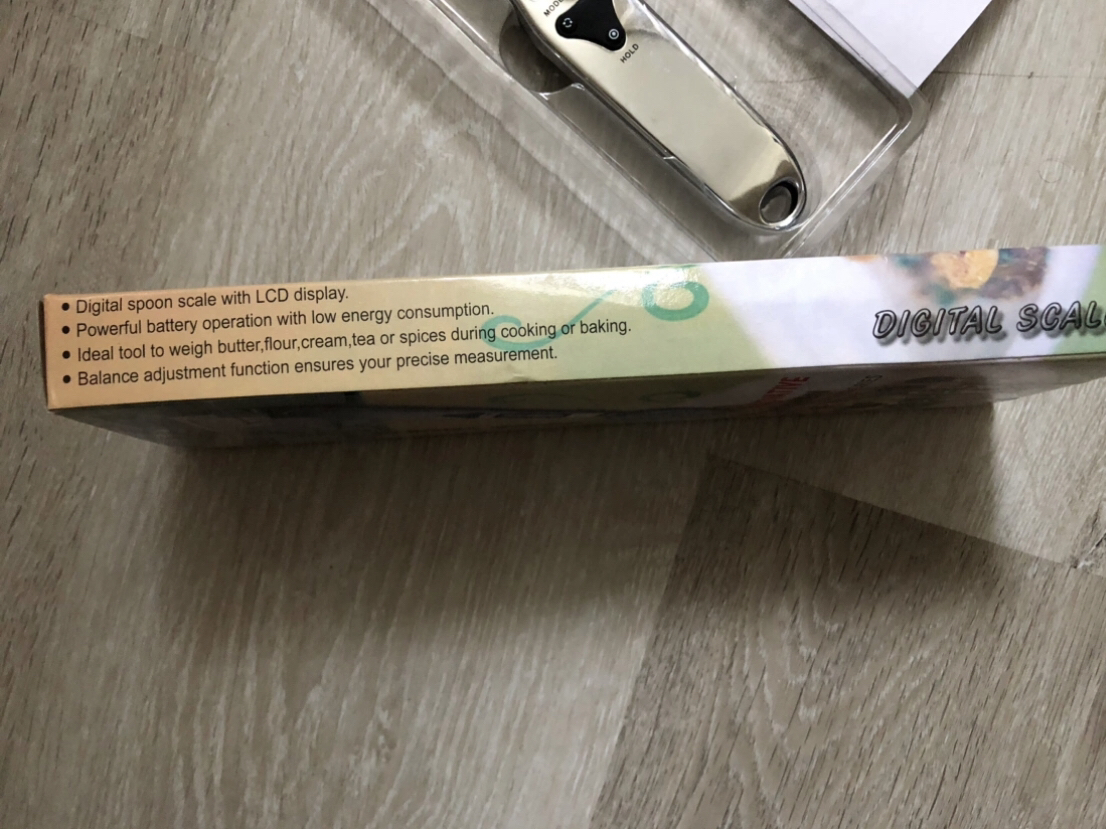 MODE
HOLD
• Digital spoon scale with LCD display.
• Powerful battery operation with low energy consumption.
• Ideal tool to weigh butter,flour,cream,tea or spices during cooking or baking.
• Balance adjustment function ensures your precise measurement.
DIGITAL SCAL